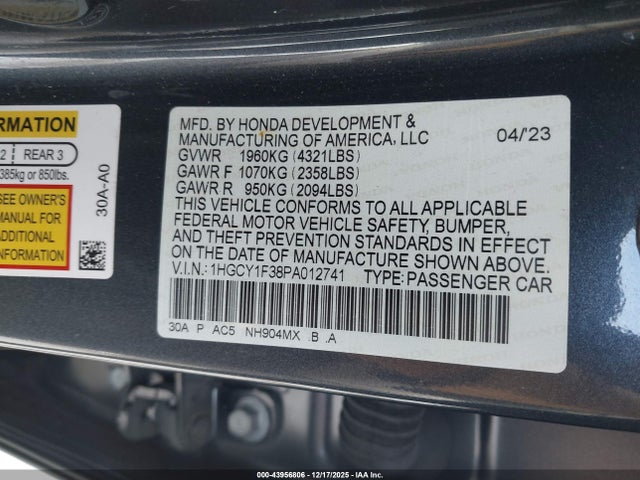 RMATION
2 REAR 3
385kg or 850lbs.
SEE OWNER'S
MANUAL FOR
ADDITIONAL
INFORMATION
30A-A0
MFD. BY HONDA DEVELOPMENT &
MANUFACTURING OF AMERICA, LLC 04/'23
GVWR 1960KG (4321LBS)
GAWR F 1070KG (2358LBS)
GAWR R 950KG (2094LBS)
THIS VEHICLE CONFORMS TO ALL APPLICABLE
FEDERAL MOTOR VEHICLE SAFETY, BUMPER,
AND THEFT PREVENTION STANDARDS IN EFFECT
ON THE DATE OF MANUFACTURE SHOWN ABOVE.
V.I.N.: 1HGCY1F38PA012741 TYPE: PASSENGER CAR
30A P AC5 NH904MX .B .A
000-43956806 - 12/17/2025 - IAA Inc.